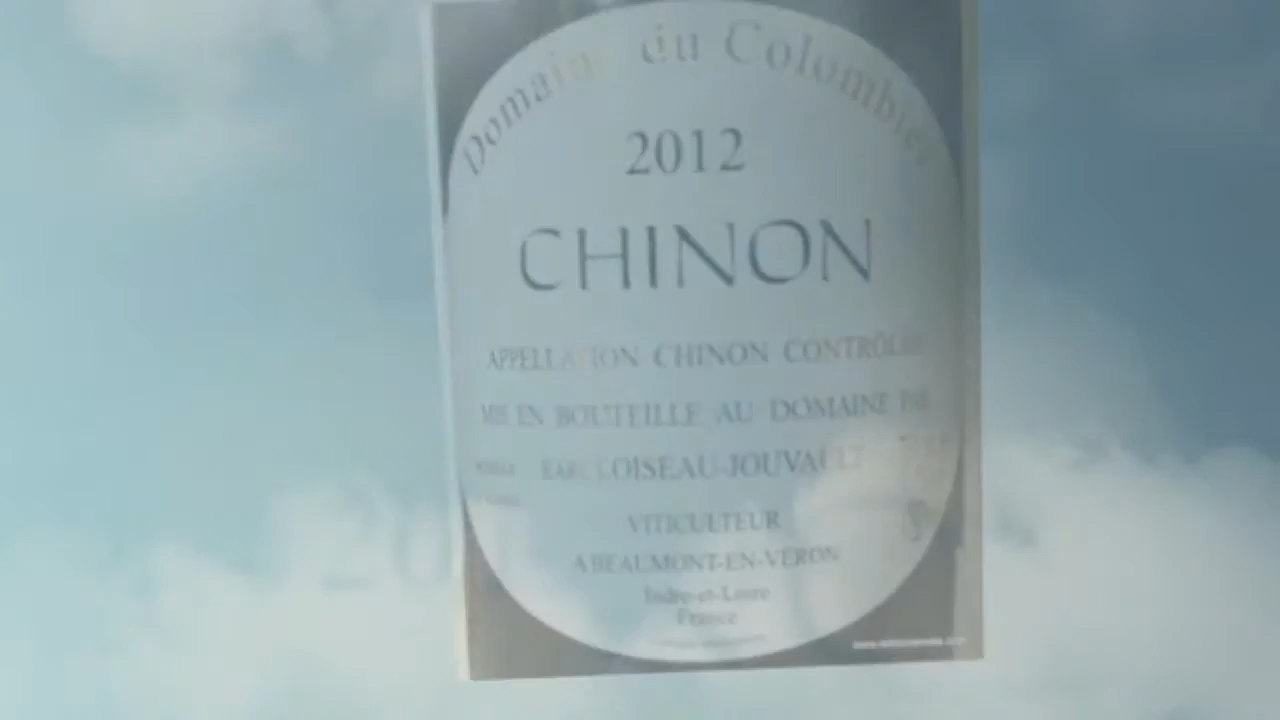 Domaine du Colombier
2012
CHINON
APPELLATION CHINON CONTRÔLÉE
MIS EN BOUTEILLE AU DOMAINE PAR
EARL LOISEAU-JOUVAULT
VITICULTEUR
A BEAUMONT-EN-VERON
Indre-et-Loire
France